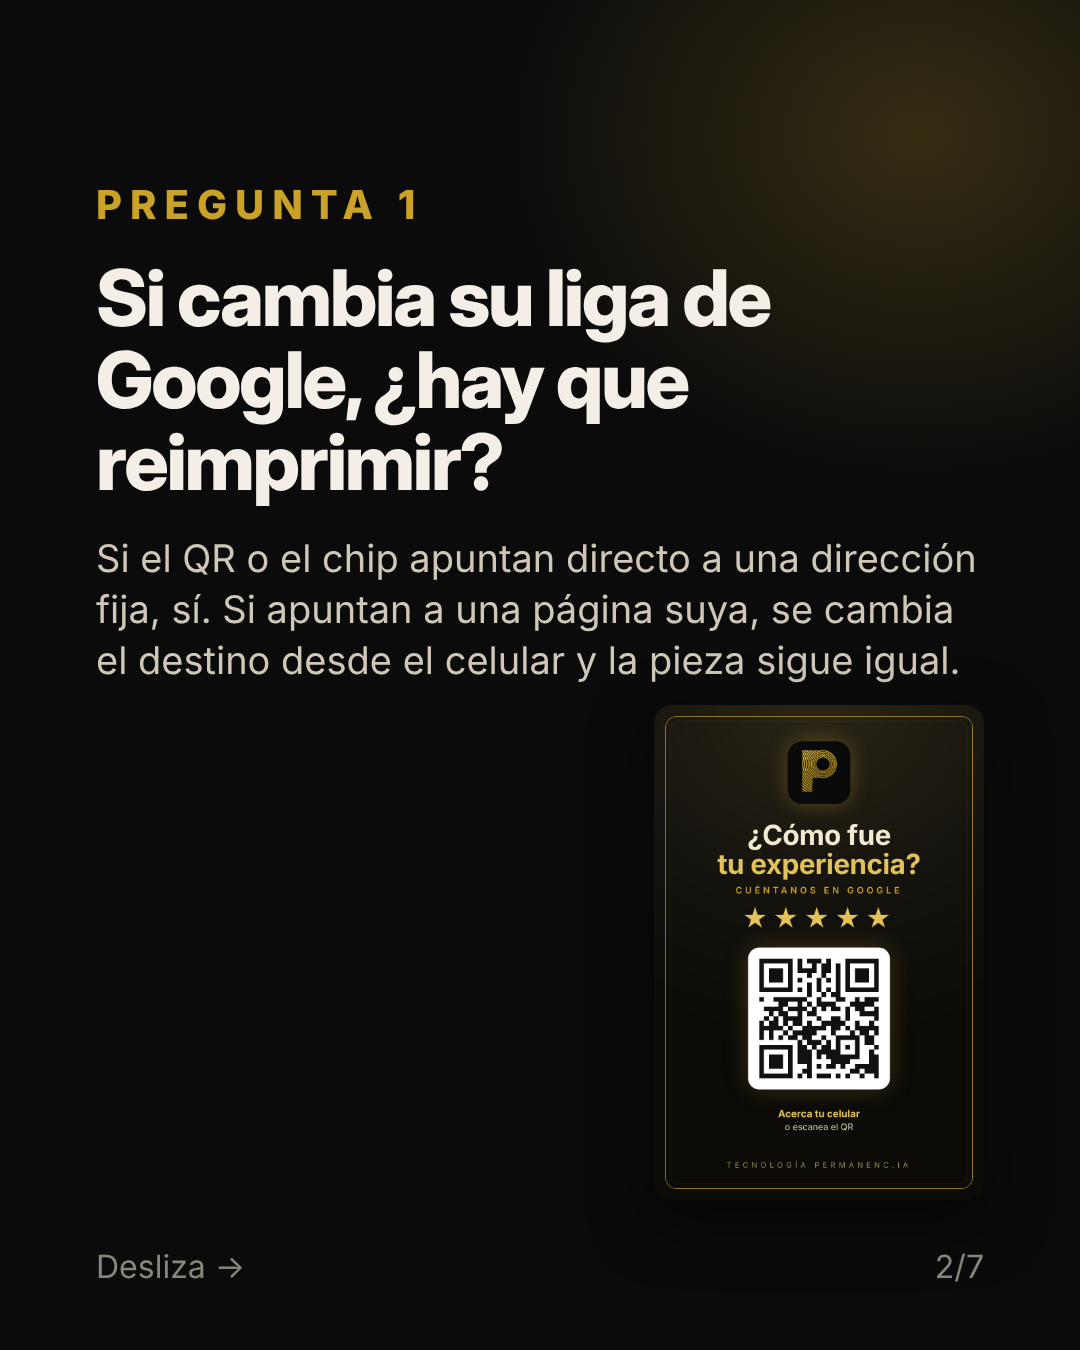 PREGUNTA 1
Si cambia su liga de
Google, ¿hay que
reimprimir?
Si el QR o el chip apuntan directo a una dirección
fija, sí. Si apuntan a una página suya, se cambia
el destino desde el celular y la pieza sigue igual.
P
¿Cómo fue
tu experiencia?
CUÉNTANOS EN GOOGLE
Acerca tu celular
o escanea el QR
TECNOLOGÍA PERMANENC.IA
Desliza →
2/7